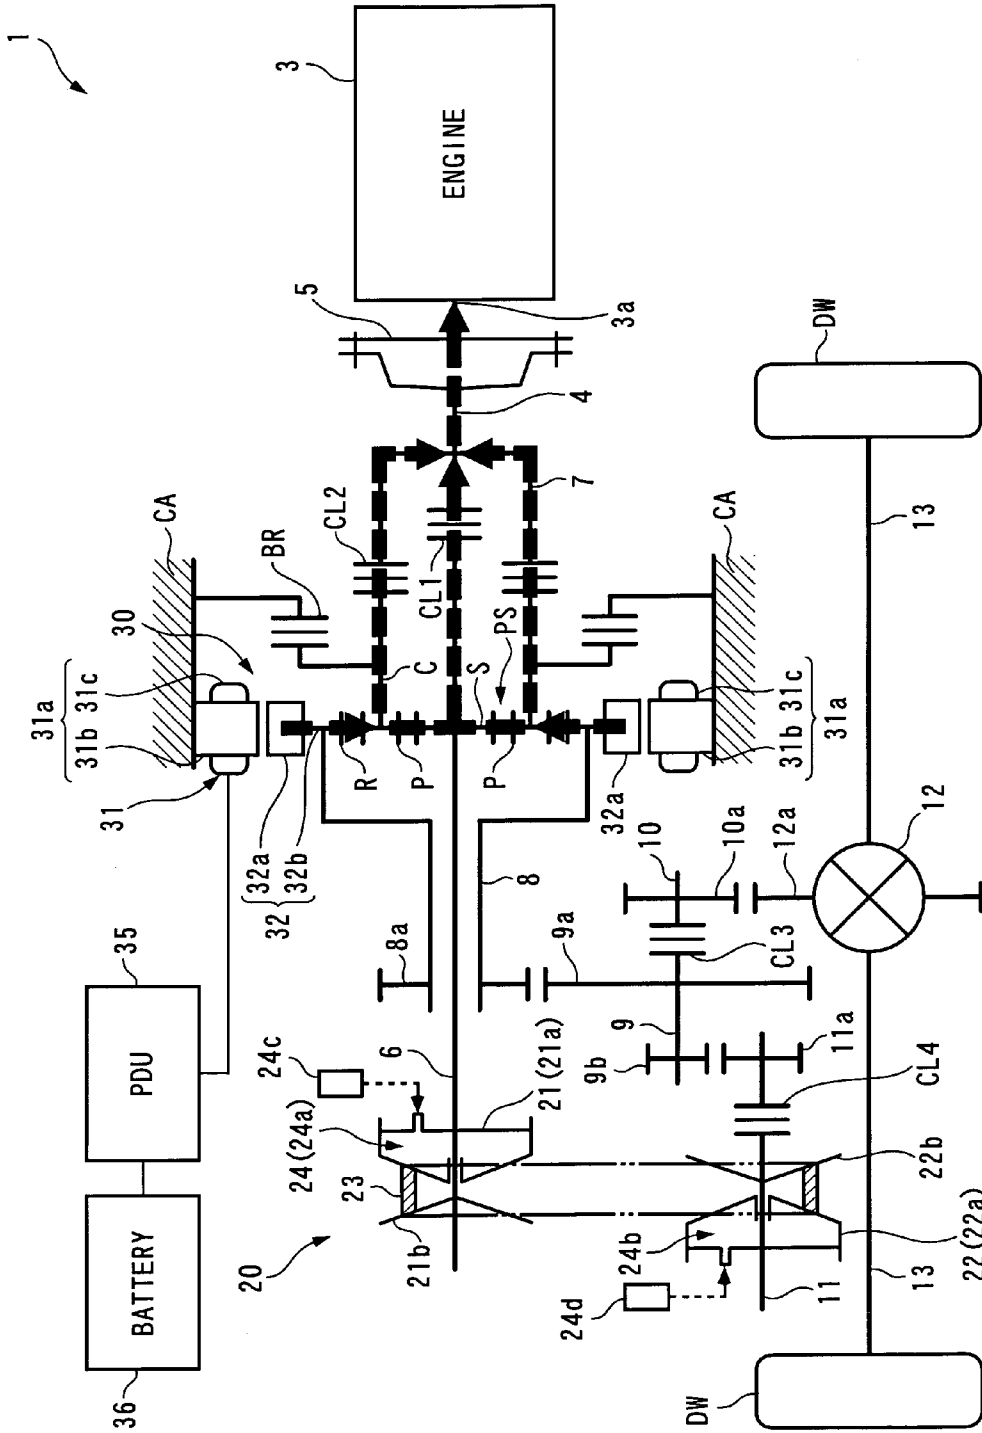 1
ENGINE
3
5
3a
4
7
CL2
CL1
BR
CA
CA
30
31a
31b 31c
31
C
S
PS
R
P
P
32a
32b
32
32a
31b 31c
31a
DW
13
12
12a
10a
10
CL3
9a
8
8a
9
9b
11a
CL4
6
21(21a)
24c
24(24a)
23
21b
20
22b
22(22a)
24b
24d
11
13
DW
35
PDU
BATTERY
36